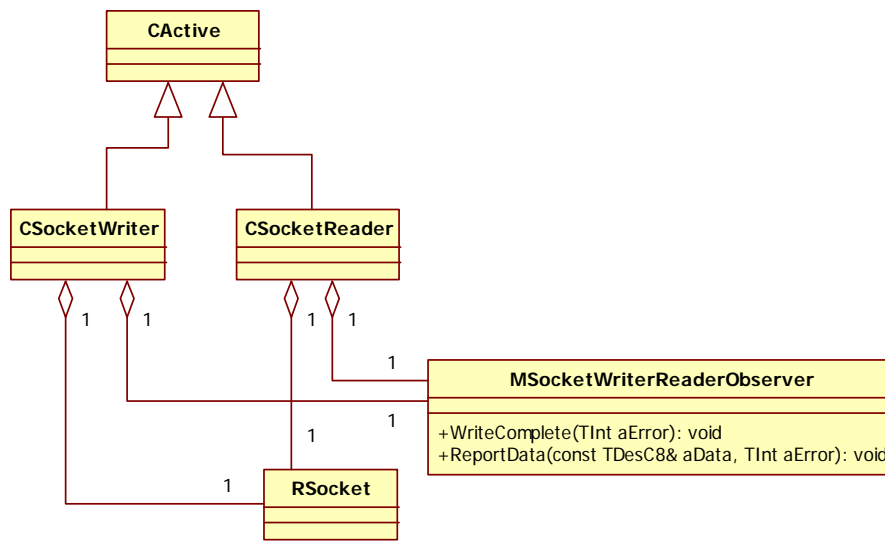 CActive
CSocketWriter
CSocketReader
1
1
1
1
1
MSocketWriterReaderObserver
1
+WriteComplete(TInt aError): void
1
+ReportData(const TDesC8& aData, TInt aError): void
1
RSocket